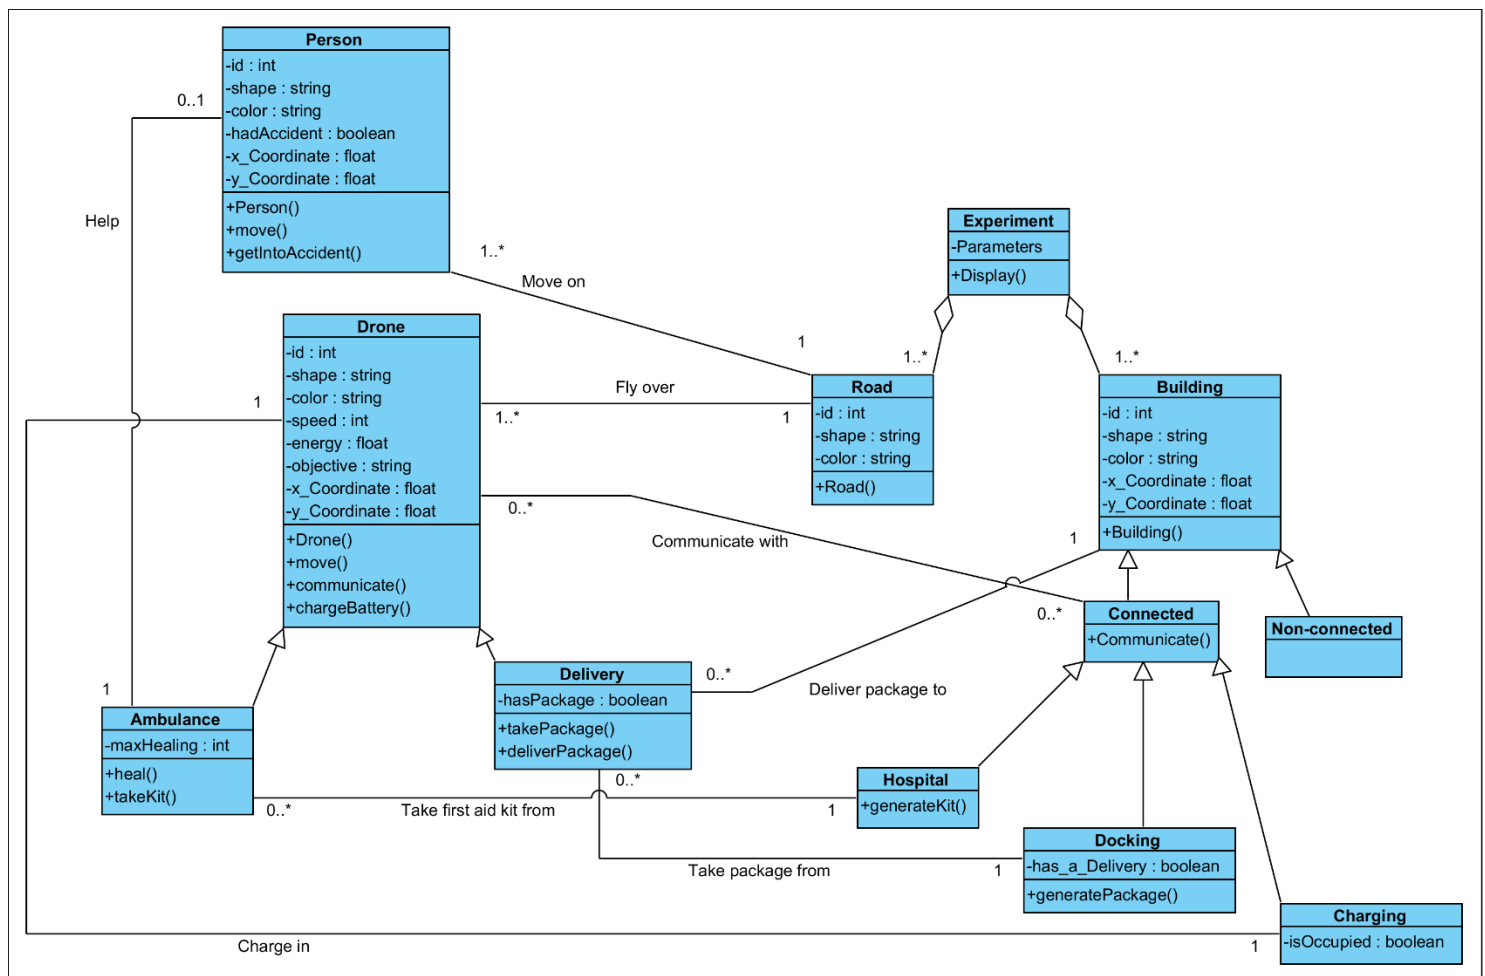 Person
-id : int
-shape : string
-color : string
-hadAccident : boolean
-x_Coordinate : float
-y_Coordinate : float
+Person()
+move()
+getIntoAccident()
0..1
Help
1..*
Move on
1
Experiment
-Parameters
+Display()
1..*
1..*
Drone
-id : int
-shape : string
-color : string
-speed : int
-energy : float
-objective : string
-x_Coordinate : float
-y_Coordinate : float
+Drone()
+move()
+communicate()
+chargeBattery()
1
Fly over
1..*
1
Road
-id : int
-shape : string
-color : string
+Road()
Building
-id : int
-shape : string
-color : string
-x_Coordinate : float
-y_Coordinate : float
+Building()
0..*
Communicate with
1
0..*
Connected
+Communicate()
Non-connected
1
Ambulance
-maxHealing : int
+heal()
+takeKit()
Delivery
-hasPackage : boolean
+takePackage()
+deliverPackage()
0..*
Deliver package to
0..*
0..*
Take first aid kit from
1
Hospital
+generateKit()
Take package from
1
Docking
-has_a_Delivery : boolean
+generatePackage()
Charge in
1
Charging
-isOccupied : boolean